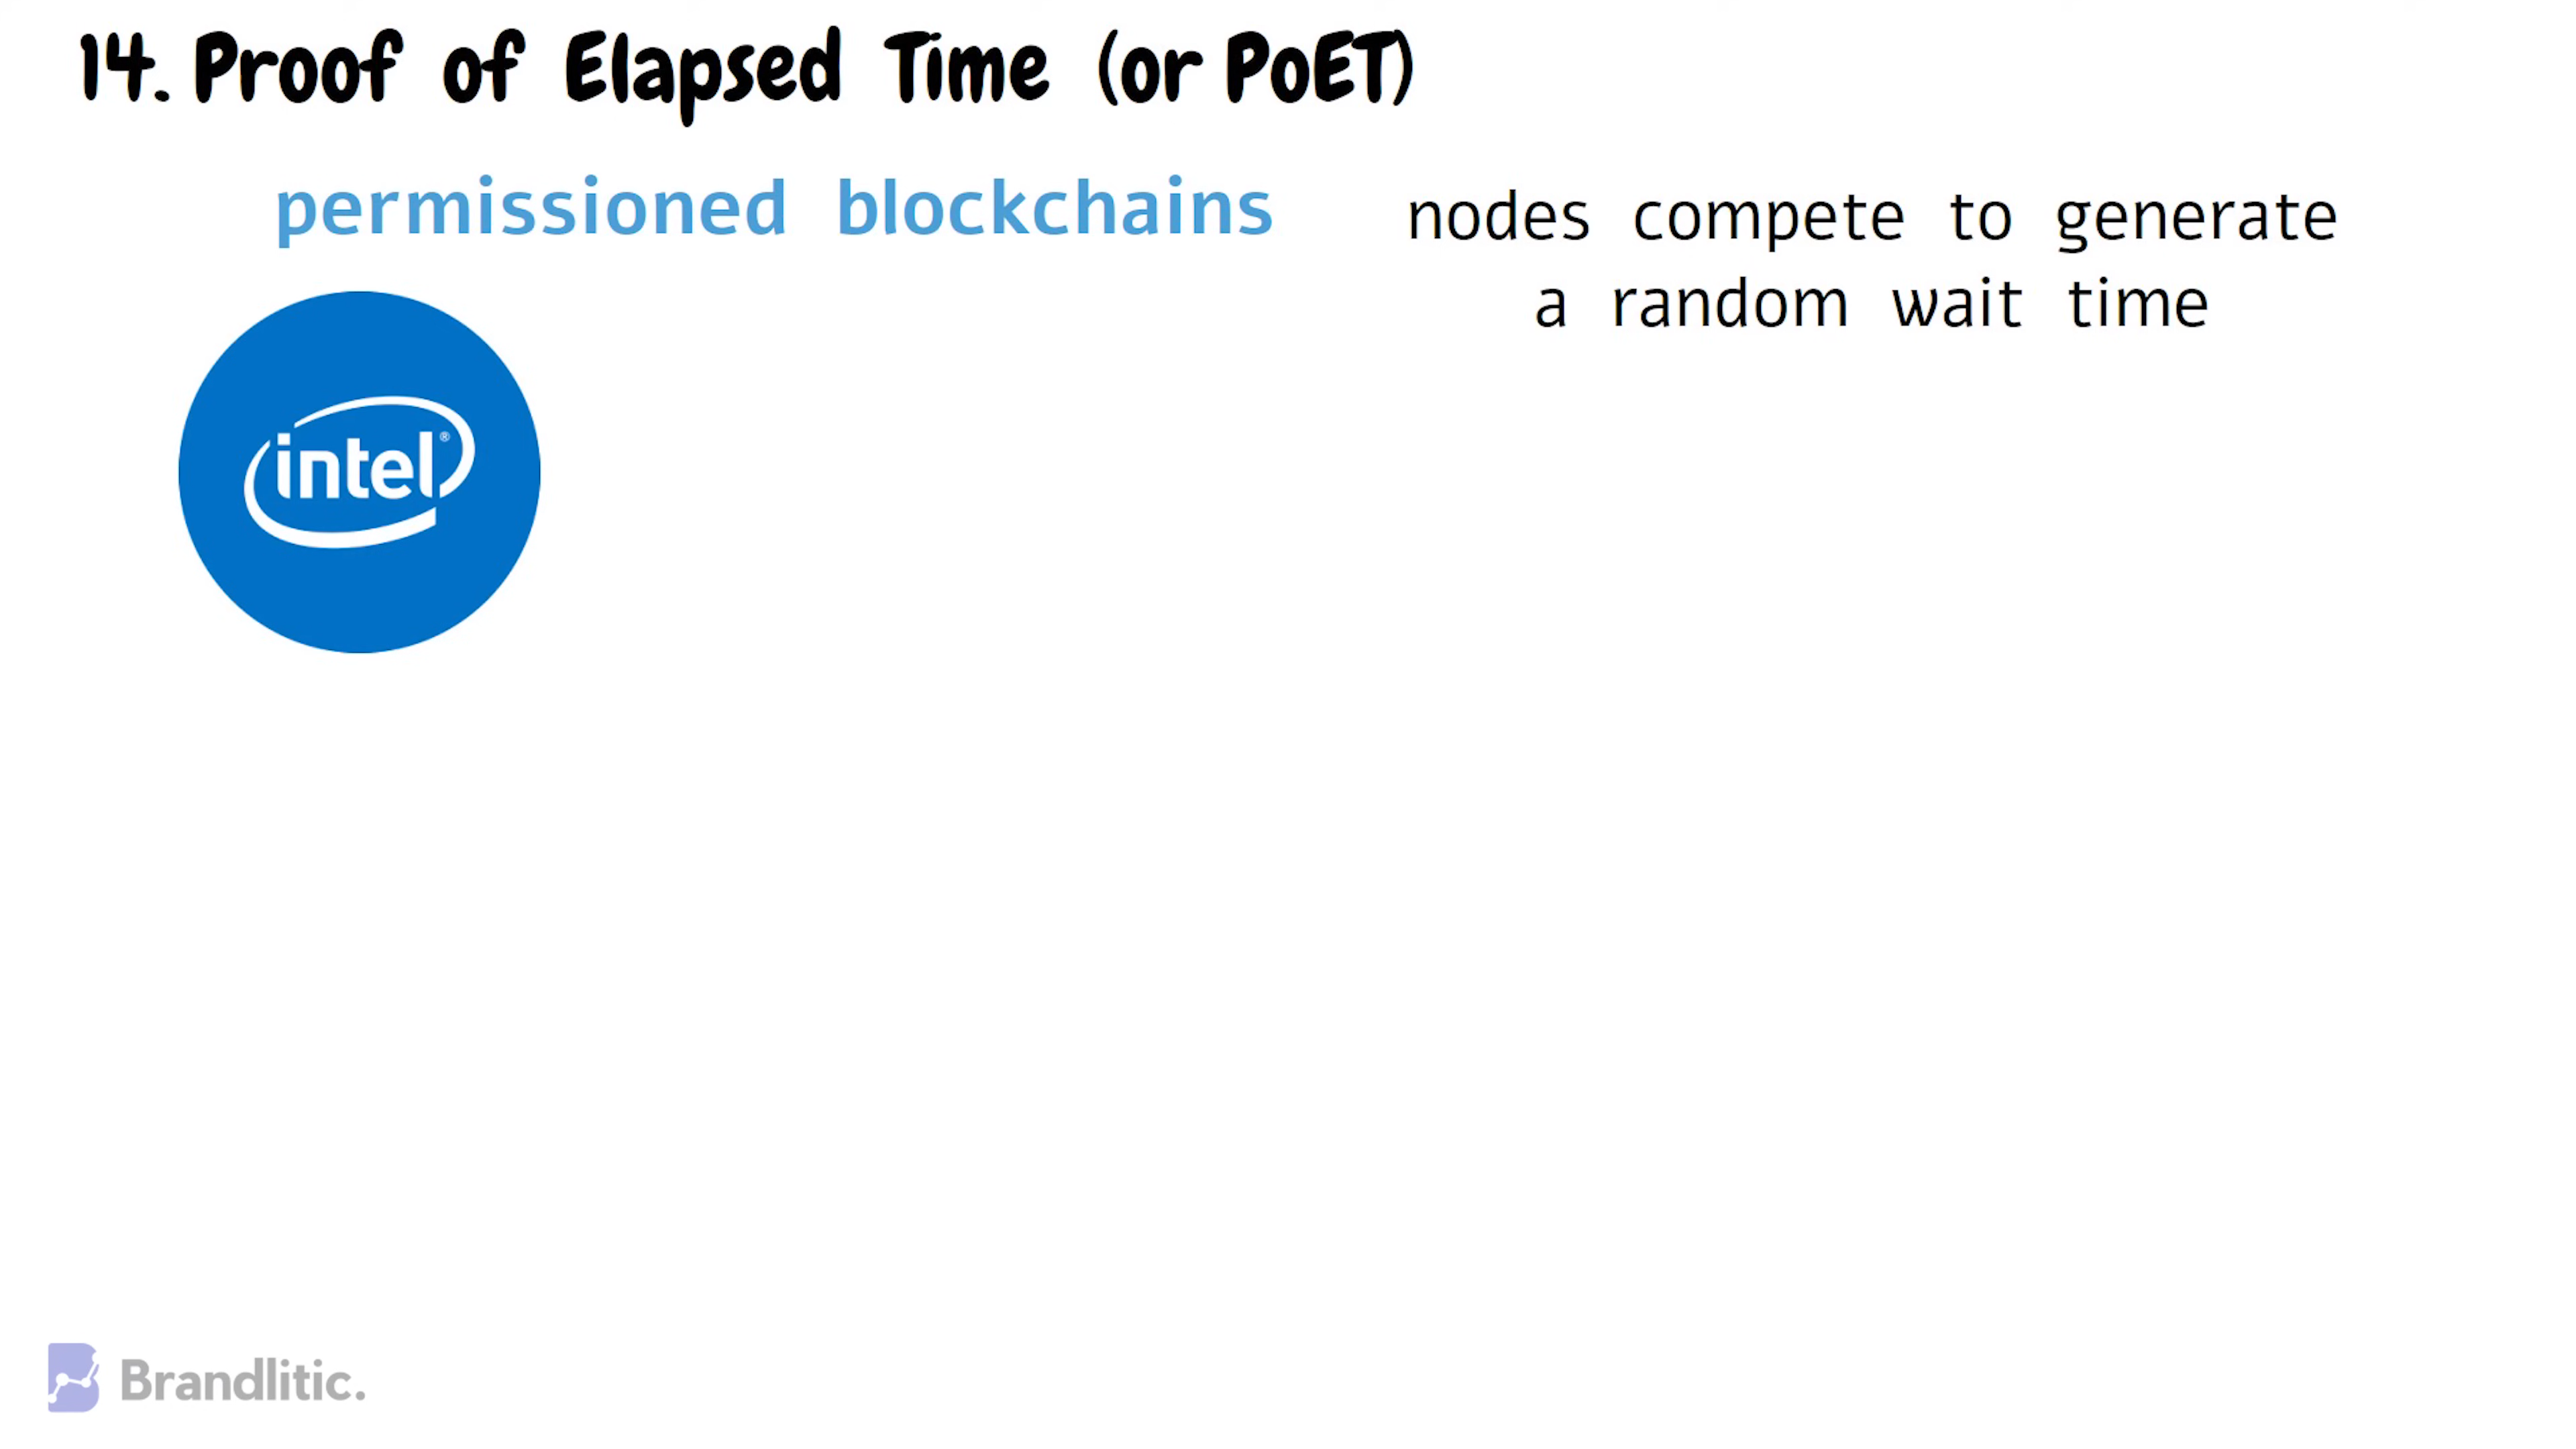 14. Proof of Elapsed Time (or PoET)
permissioned blockchains
nodes compete to generate
a random wait time
intel®
Brandlitic.